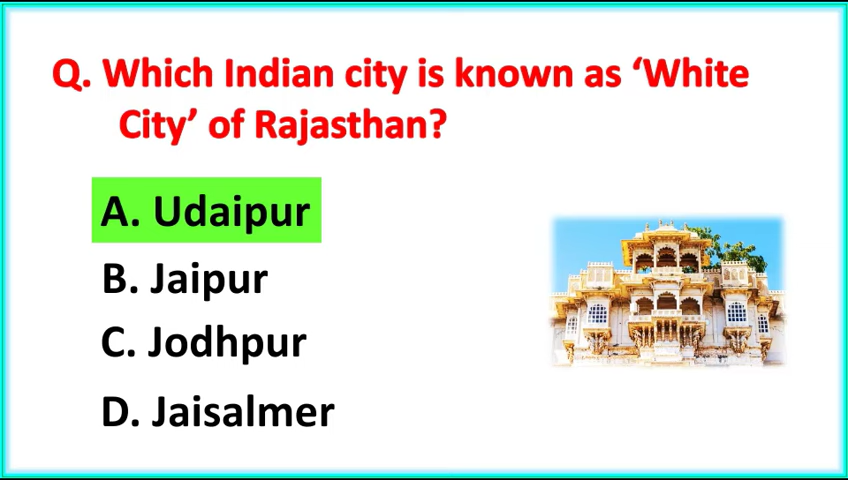 Q. Which Indian city is known as ‘White
City’ of Rajasthan?
A. Udaipur
B. Jaipur
C. Jodhpur
D. Jaisalmer